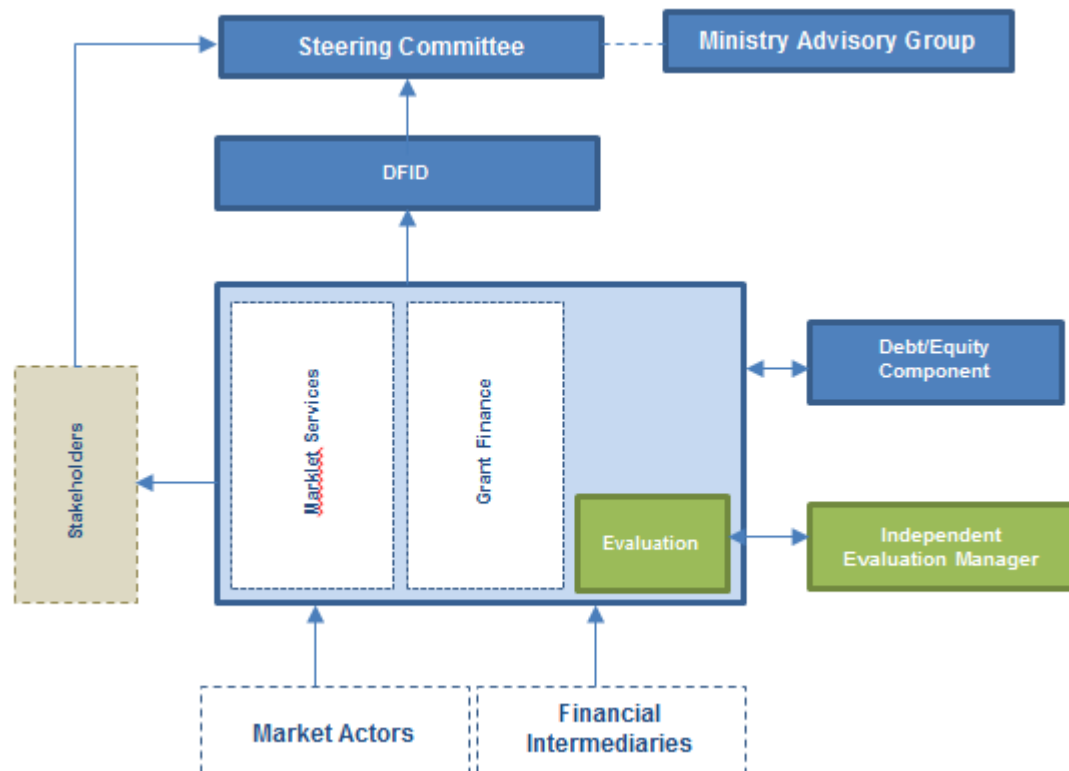 Steering Committee
Ministry Advisory Group
DFID
Marklet Services
Grant Finance
Debt/Equity
Component
Stakeholders
Evaluation
Independent
Evaluation Manager
Market Actors
Financial
Intermediaries